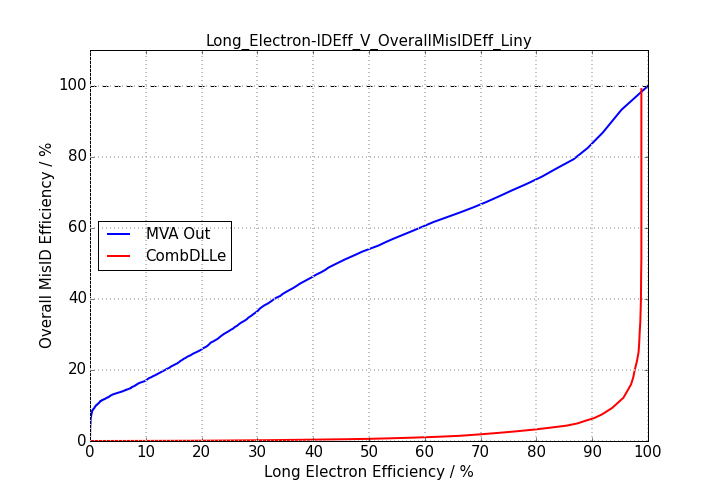 Long_Electron-IDEff_V_OverallMisIDEff_Liny
100
80
60
40
20
0
Overall MisID Efficiency / %
MVA Out
CombDLLe
0 10 20 30 40 50 60 70 80 90 100
Long Electron Efficiency / %